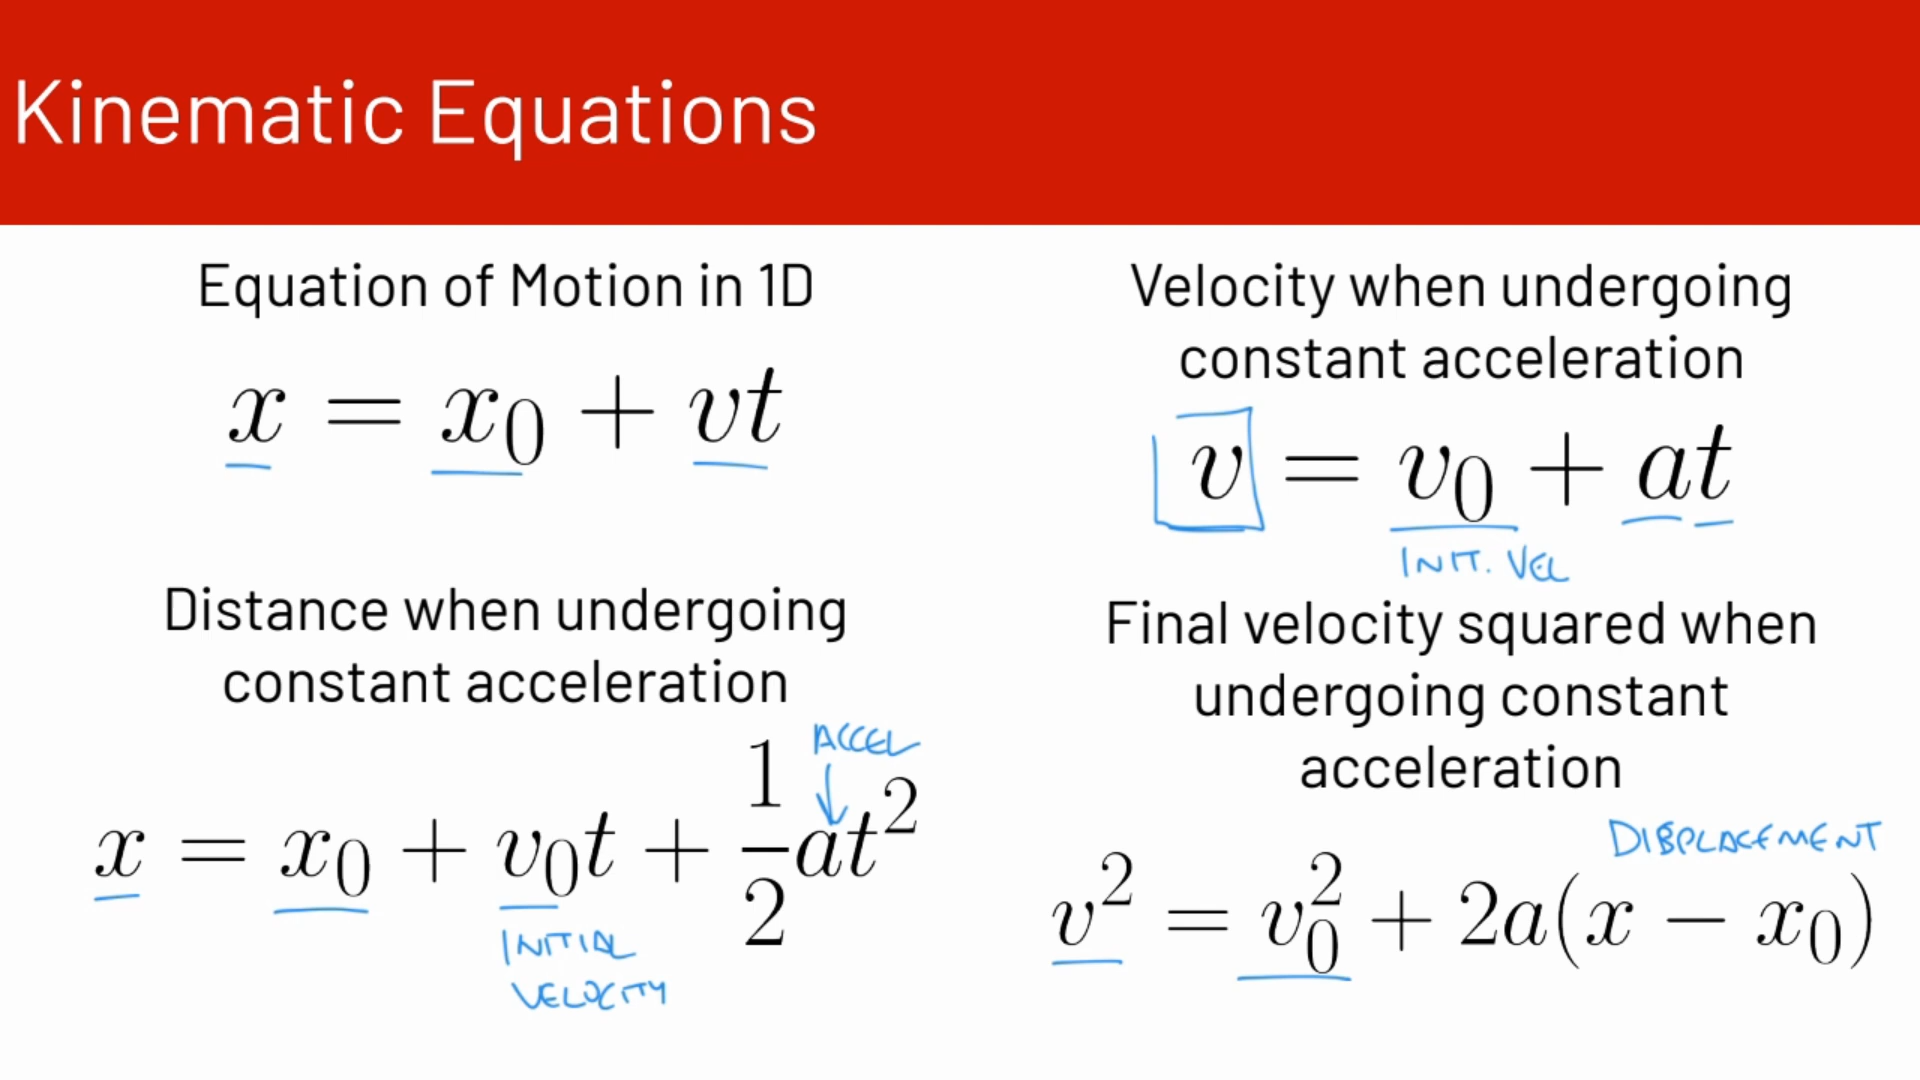 Kinematic Equations
Equation of Motion in 1D
x = x₀ + vt
Distance when undergoing
constant acceleration
ACCEL
x = x₀ + v₀t + 1/2 at²
INITIAL
VELOCITY
Velocity when undergoing
constant acceleration
v = v₀ + at
INIT. VEL
Final velocity squared when
undergoing constant
acceleration
DISPLACEMENT
v² = v₀² + 2a(x − x₀)